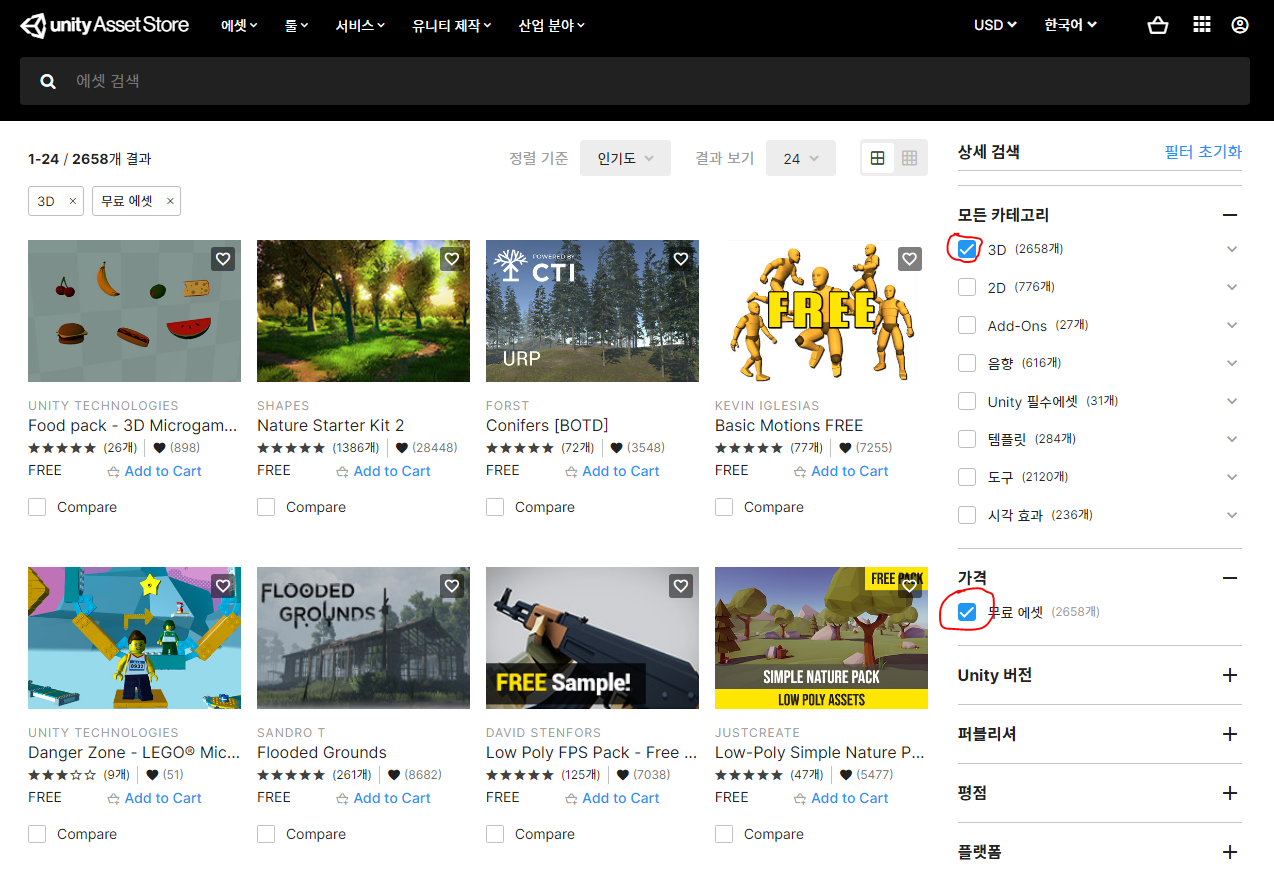 unity Asset Store 에셋 툴 서비스 유니티 제작 산업 분야 USD 한국어
에셋 검색
1-24 / 2658개 결과 정렬 기준 인기도 결과 보기 24
3D × 무료 에셋 ×
POWERED BY
CTI
URP
FREE
UNITY TECHNOLOGIES SHAPES FORST KEVIN IGLESIAS
Food pack - 3D Microgam... Nature Starter Kit 2 Conifers [BOTD] Basic Motions FREE
★★★★★ (26개) (898) ★★★★★ (1386개) (28448) ★★★★★ (72개) (3548) ★★★★★ (77개) (7255)
FREE Add to Cart FREE Add to Cart FREE Add to Cart FREE Add to Cart
Compare Compare Compare Compare
0937
FLOODED
GROUNDS
FREE Sample!
FREE PACK
SIMPLE NATURE PACK
LOW POLY ASSETS
UNITY TECHNOLOGIES SANDRO T DAVID STENFORS JUSTCREATE
Danger Zone - LEGO® Mic... Flooded Grounds Low Poly FPS Pack - Free ... Low-Poly Simple Nature P...
★★★☆☆ (9개) (51) ★★★★★ (261개) (8682) ★★★★★ (125개) (7038) ★★★★★ (47개) (5477)
FREE Add to Cart FREE Add to Cart FREE Add to Cart FREE Add to Cart
Compare Compare Compare Compare
상세 검색 필터 초기화
모든 카테고리
3D (2658개)
2D (776개)
Add-Ons (27개)
음향 (616개)
Unity 필수에셋 (31개)
템플릿 (284개)
도구 (2120개)
시각 효과 (236개)
가격
무료 에셋 (2658개)
Unity 버전
퍼블리셔
평점
플랫폼